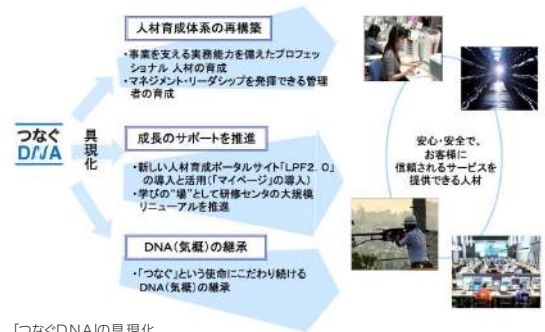 つなぐ
DNA
具現化
人材育成体系の再構築
・事業を支える実務能力を備えたプロフェッ
ショナル 人材の育成
・マネジメント・リーダシップを発揮できる管理
者の育成
成長のサポートを推進
・新しい人材育成ポータルサイト「LPF2.0」
の導入と活用(「マイページ」の導入)
・学びの"場"として研修センタの大規模
リニューアルを推進
DNA(気概)の継承
・「つなぐ」という使命にこだわり続ける
DNA(気概)の継承
安心・安全で、
お客様に
信頼されるサービスを
提供できる人材
「つなぐDNA」の具現化